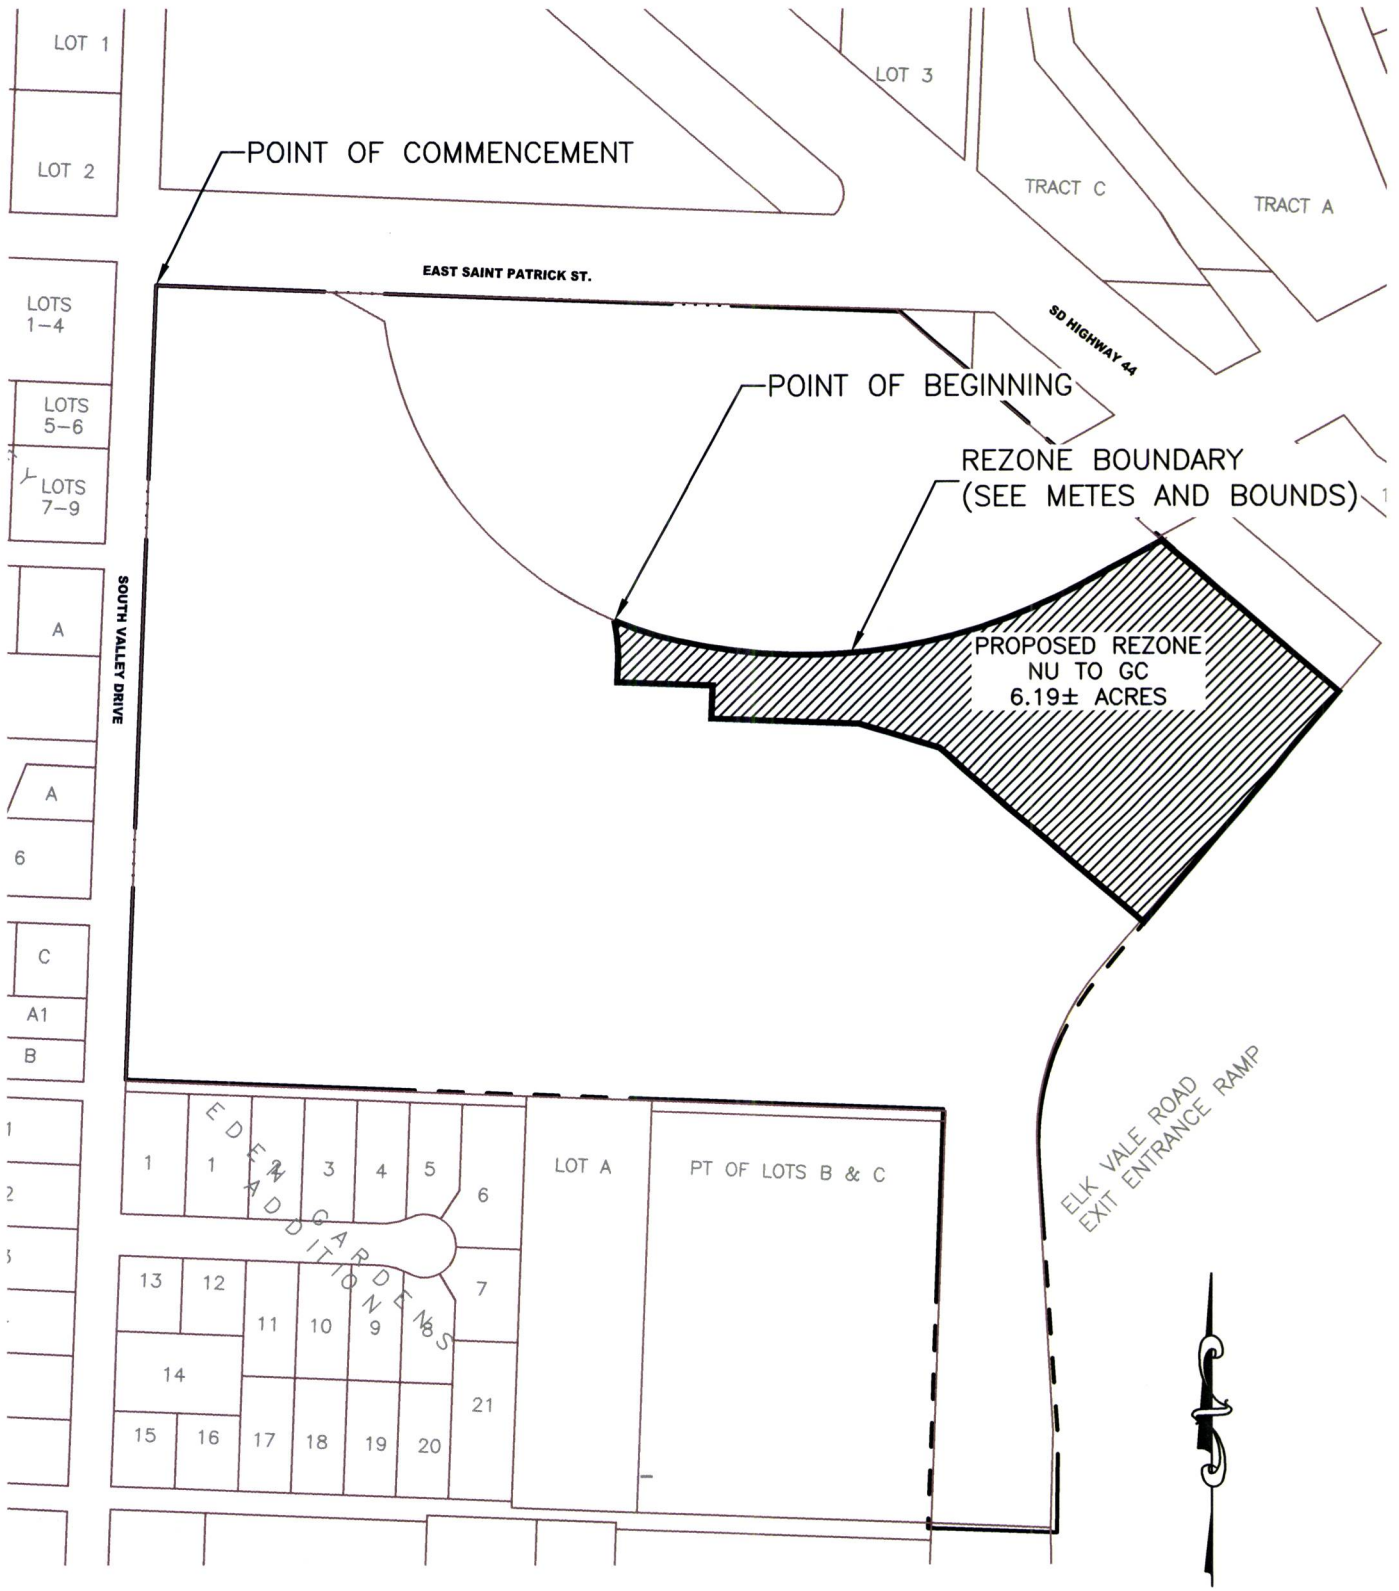 LOT 1
LOT 3
LOT 2
POINT OF COMMENCEMENT
TRACT C
TRACT A
EAST SAINT PATRICK ST.
LOTS
1-4
SD HIGHWAY 44
POINT OF BEGINNING
LOTS
5-6
REZONE BOUNDARY
(SEE METES AND BOUNDS)
Y
LOTS
7-9
1
SOUTH VALLEY DRIVE
A
PROPOSED REZONE
NU TO GC
6.19± ACRES
A
6
C
A1
B
ELK VALE ROAD
EXIT ENTRANCE RAMP
EDEN GARDENS
ADDITION
1
1
1
2
3
4
5
6
LOT A
PT OF LOTS B & C
2
3
13
12
7
11
10
9
8
14
21
15
16
17
18
19
20